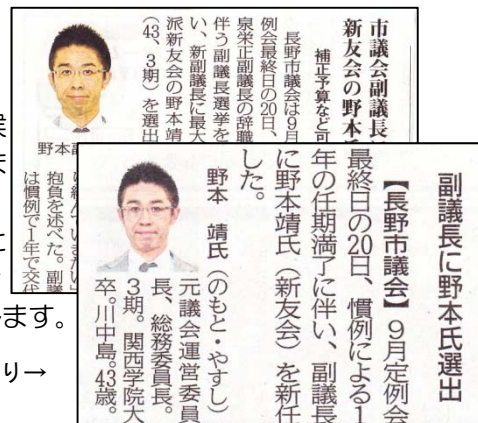 市議会副議長に
新友会の野本
補正予算など可
長野市議会は9月
例会最終日の20日、
泉栄正副議長の辞職
伴う副議長選挙を
い、新副議長に最大
派新友会の野本靖
(43、3期)を選出
野本副
抱負を述べた。副議
は慣例で1年で交代
ます。
り→
副議長に野本氏選出
【長野市議会】9月定例会
最終日の20日、慣例による1
年の任期満了に伴い、副議長
に野本靖氏(新友会)を新任
した。
野本 靖氏(のもと・やすし)
元議会運営委員
長、総務委員長。
3期。関西学院大
卒。川中島。43歳。